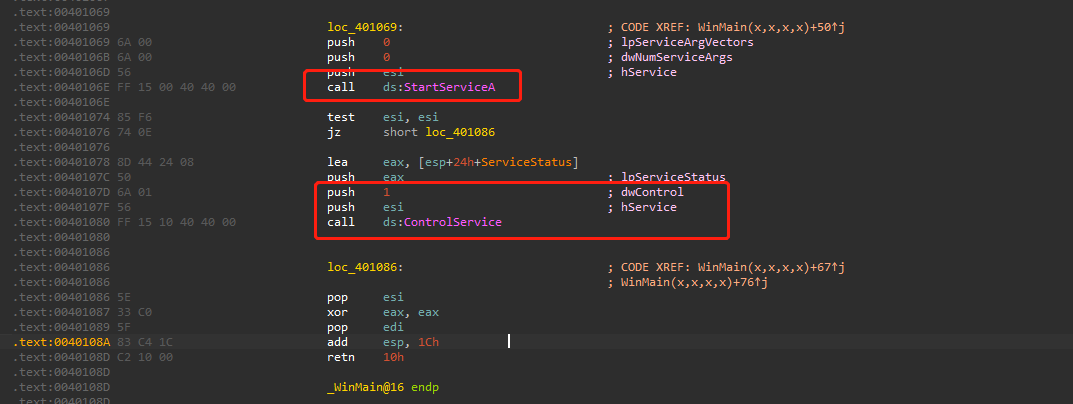 .text:00401069
.text:00401069
.text:00401069 loc_401069: ; CODE XREF: WinMain(x,x,x,x)+50↑j
.text:00401069 6A 00 push 0 ; lpServiceArgVectors
.text:0040106B 6A 00 push 0 ; dwNumServiceArgs
.text:0040106D 56 push esi ; hService
.text:0040106E FF 15 00 40 40 00 call ds:StartServiceA
.text:0040106E
.text:00401074 85 F6 test esi, esi
.text:00401076 74 0E jz short loc_401086
.text:00401076
.text:00401078 8D 44 24 08 lea eax, [esp+24h+ServiceStatus]
.text:0040107C 50 push eax ; lpServiceStatus
.text:0040107D 6A 01 push 1 ; dwControl
.text:0040107F 56 push esi ; hService
.text:00401080 FF 15 10 40 40 00 call ds:ControlService
.text:00401080
.text:00401086
.text:00401086 loc_401086: ; CODE XREF: WinMain(x,x,x,x)+67↑j
.text:00401086 ; WinMain(x,x,x,x)+76↑j
.text:00401086 5E pop esi
.text:00401087 33 C0 xor eax, eax
.text:00401089 5F pop edi
.text:0040108A 83 C4 1C add esp, 1Ch
.text:0040108D C2 10 00 retn 10h
.text:0040108D
.text:0040108D _WinMain@16 endp
.text:0040108D